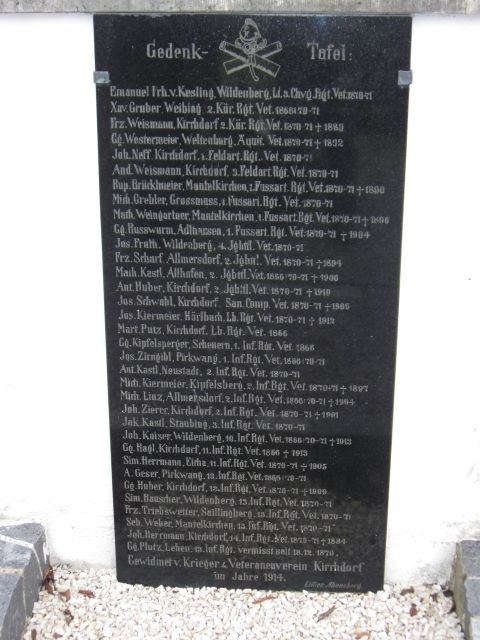 Gedenk- Tafel:
Emanuel Frh. v. Kesling, Wildenberg, Lt. 3. Chvg. Rgt. Vet. 1870-71
Xav. Gruber, Weibing, 2. Kür. Rgt. Vet. 1866/70-71
Frz. Weismann, Kirchdorf 2. Kür. Rgt. Vet. 1870-71 + 1880
Gg. Westermeier, Weltenburg, Äquit. Vet. 1870-71 + 1892
Joh. Neff, Kirchdorf, 1. Feldart. Rgt. Vet. 1870-71
And. Weismann, Kirchdorf, 3. Feldart. Rgt. Vet. 1870-71
Rup. Brücklmeier, Mantelkirchen, 1. Fussart. Rgt. Vet. 1870-71 + 1890
Mich. Grebler, Grossmuss, 1. Fussart. Rgt. Vet. 1870-71
Math. Weingartner, Mantelkirchen, 1. Fussart. Rgt. Vet. 1870-71 + 1896
Gg. Russwurm, Adlhausen, 1. Fussart. Rgt. Vet. 1870-71 + 1904
Jos. Fruth, Wildenberg, 4. Jgbtl. Vet. 1870-71
Frz. Scharf, Allmersdorf, 2. Jgbtl. Vet. 1870-71 + 1894
Math. Kastl, Allhofen, 2. Jgbtl. Vet. 1866/70-71 + 1906
Ant. Huber, Kirchdorf, 2. Jgbtl. Vet. 1870-71 + 1910
Jos. Schwabl, Kirchdorf San. Comp. Vet. 1870-71 + 1906
Jos. Kiermeier, Hörlbach, Lb. Rgt. Vet. 1870-71 + 1912
Mart. Putz, Kirchdorf, Lb. Rgt. Vet. 1866
Gg. Kipfelsperger, Scheuern, 1. Inf. Rgt. Vet. 1866
Jos. Zirngibl, Pirkwang, 1. Inf. Rgt. Vet. 1866/70-71
Ant. Kastl, Neustadt, 2. Inf. Rgt. Vet. 1870-71
Mich. Kiermeier, Kipfelsberg, 2. Inf. Rgt. Vet. 1870-71 + 1897
Mich. Linz, Allmersdorf, 2. Inf. Rgt. Vet. 1866/70-71 + 1904
Joh. Zierer, Kirchdorf, 2. Inf. Rgt. Vet. 1870-71 + 1901
Jak. Kastl, Staubing, 3. Inf. Rgt. Vet. 1870-71
Joh. Kaiser, Wildenberg, 10. Inf. Rgt. Vet. 1866/70-71 + 1913
Gg. Hagl, Kirchdorf, 11. Inf. Rgt. Vet. 1866 + 1913
Sim. Herrmann, 11. Inf. Rgt. Vet. 1870-71 + 1905
A. Geser, Pirkwang, 12. Inf. Rgt. Vet. 1870-71
Gg. Huber, Kirchdorf, 12. Inf. Rgt. Vet. 1870-71 + 1909
Sim. Rauscher, Wildenberg, 13. Inf. Rgt. Vet. 1870-71
Frz. Triebswetter, Saillingberg, 13. Inf. Rgt. Vet. 1870-71
Seb. Weber, Mantelkirchen, 13. Inf. Rgt. Vet. 1870-71
Joh. Herrman, Kirchdorf, 14. Inf. Rgt. Vet. 1870-71 + 1884
Gg. Plutz, Lehen, 13. Inf. Rgt. vermisst seit 18.12.1870.
Gewidmet v. Krieger & Veteranenverein Kirchdorf
im Jahre 1914.
Abensberg.